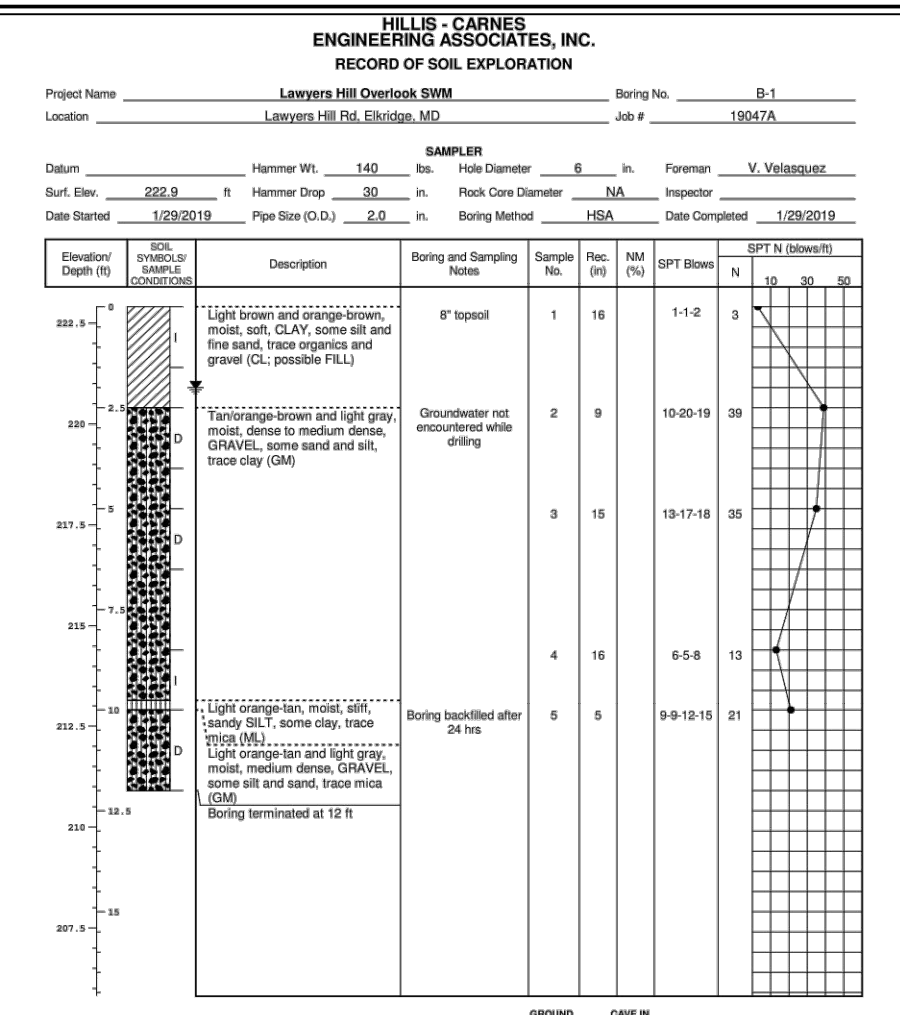 HILLIS - CARNES
ENGINEERING ASSOCIATES, INC.
RECORD OF SOIL EXPLORATION
Project Name Lawyers Hill Overlook SWM Boring No. B-1
Location Lawyers Hill Rd, Elkridge, MD Job # 19047A
SAMPLER
Datum Hammer Wt. 140 lbs. Hole Diameter 6 in. Foreman V. Velasquez
Surf. Elev. 222.9 ft Hammer Drop 30 in. Rock Core Diameter NA Inspector
Date Started 1/29/2019 Pipe Size (O.D.) 2.0 in. Boring Method HSA Date Completed 1/29/2019
Elevation/
Depth (ft)
SOIL
SYMBOLS/
SAMPLE
CONDITIONS
Description
Boring and Sampling
Notes
Sample
No.
Rec.
(in)
NM
(%)
SPT Blows
SPT N (blows/ft)
N
10 30 50
0
222.5
I
Light brown and orange-brown,
moist, soft, CLAY, some silt and
fine sand, trace organics and
gravel (CL; possible FILL)
8" topsoil
1 16 1-1-2 3
2.5
220
D
Tan/orange-brown and light gray,
moist, dense to medium dense,
GRAVEL, some sand and silt,
trace clay (GM)
Groundwater not
encountered while
drilling
2 9 10-20-19 39
5
217.5
D
3 15 13-17-18 35
7.5
215
I
4 16 6-5-8 13
10
212.5
Light orange-tan, moist, stiff,
sandy SILT, some clay, trace
mica (ML)
Boring backfilled after
24 hrs
5 5 9-9-12-15 21
D
Light orange-tan and light gray,
moist, medium dense, GRAVEL,
some silt and sand, trace mica
(GM)
12.5
Boring terminated at 12 ft
210
15
207.5
GROUND CAVE IN